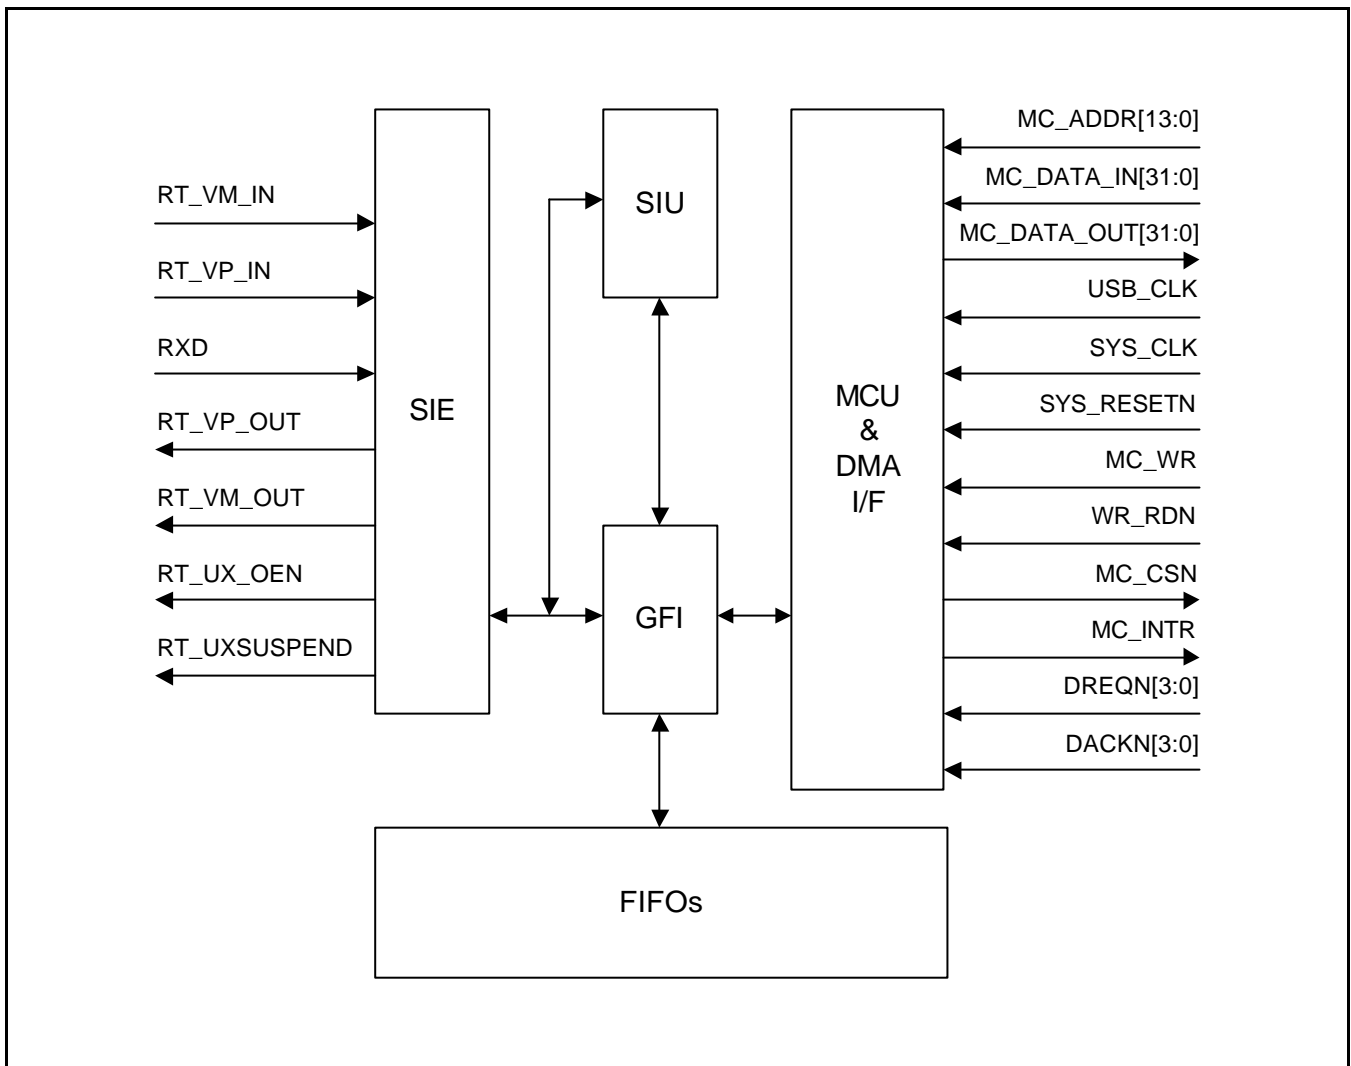 RT_VM_IN
RT_VP_IN
RXD
RT_VP_OUT
RT_VM_OUT
RT_UX_OEN
RT_UXSUSPEND
SIE
SIU
GFI
FIFOs
MCU
&
DMA
I/F
MC_ADDR[13:0]
MC_DATA_IN[31:0]
MC_DATA_OUT[31:0]
USB_CLK
SYS_CLK
SYS_RESETN
MC_WR
WR_RDN
MC_CSN
MC_INTR
DREQN[3:0]
DACKN[3:0]